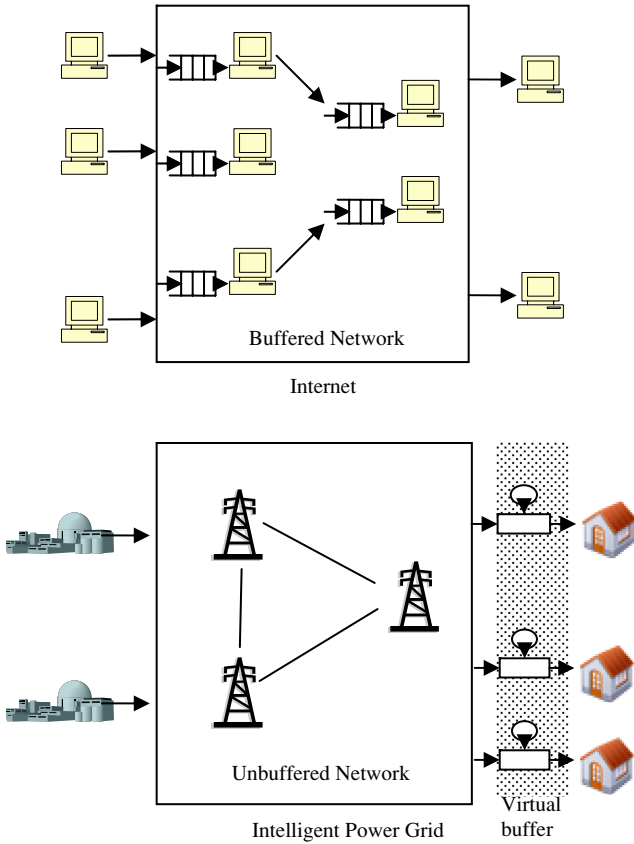 Buffered Network
Internet
Unbuffered Network
Virtual
buffer
Intelligent Power Grid